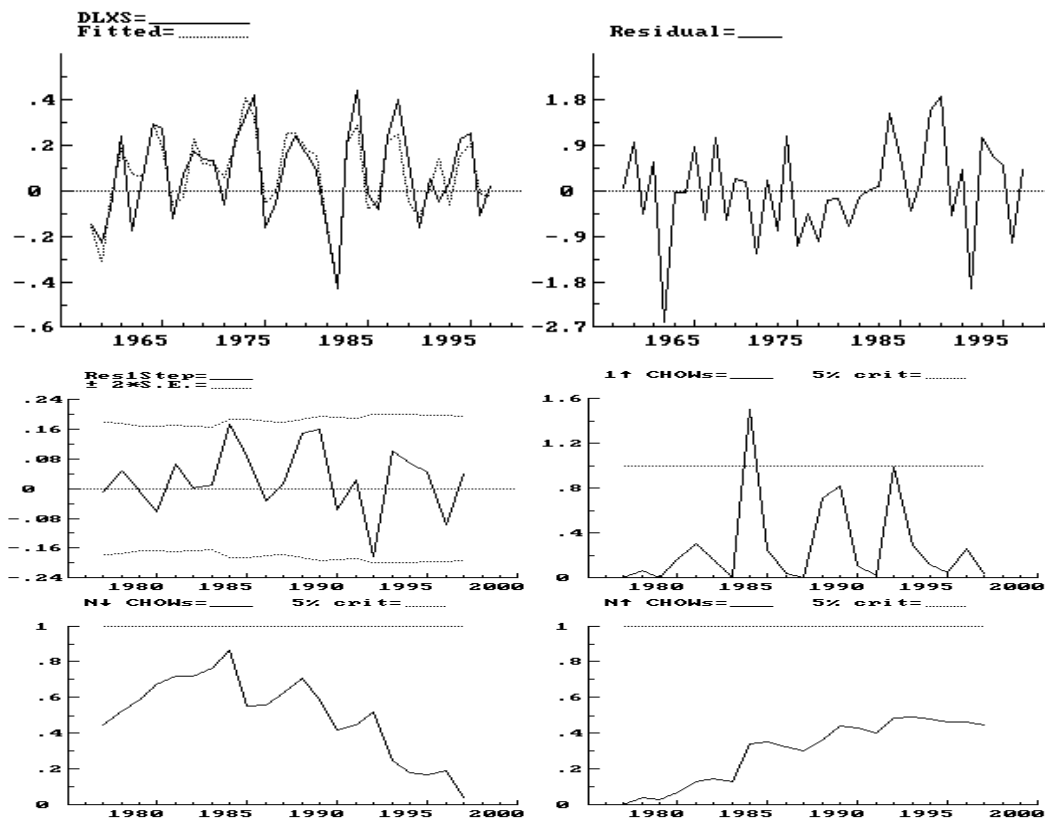 DLXS=
Fitted=
.4
.2
0
-.2
-.4
-.6
1965 1975 1985 1995
Residual=
1.8
.9
0
-.9
-1.8
-2.7
1965 1975 1985 1995
Res1Step=
± 2*S.E.=
.24
.16
.08
0
-.08
-.16
-.24
1980 1985 1990 1995 2000
1↑ CHOWs= 5% crit=
1.6
1.2
.8
.4
0
1980 1985 1990 1995 2000
N↓ CHOWs= 5% crit=
1
.8
.6
.4
.2
0
1980 1985 1990 1995 2000
N↑ CHOWs= 5% crit=
1
.8
.6
.4
.2
0
1980 1985 1990 1995 2000